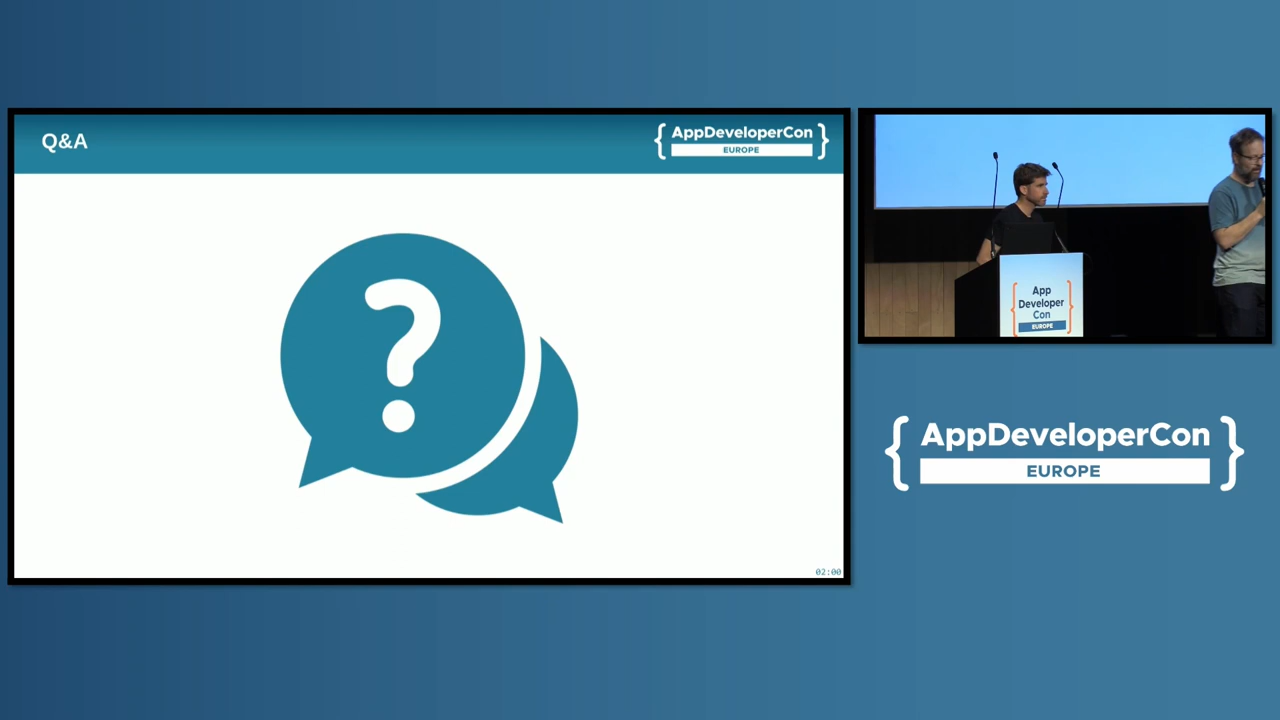 Q&A
{ AppDeveloperCon }
EUROPE
?
02:00
App
Developer
Con
EUROPE
{ AppDeveloperCon }
EUROPE